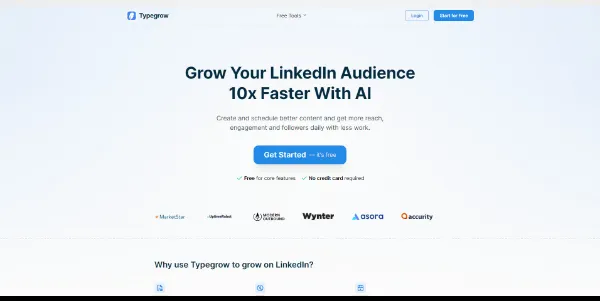 Typegrow
Free Tools
Login
Start for Free
Grow Your LinkedIn Audience
10x Faster With AI
Create and schedule better content and get more reach,
engagement and followers daily with less work.
Get Started — it's free
Free for core features
No credit card required
MarketStar
UptimeRobot
MODERN
OUTBOUND
Wynter
asora
accurity
Why use Typegrow to grow on LinkedIn?